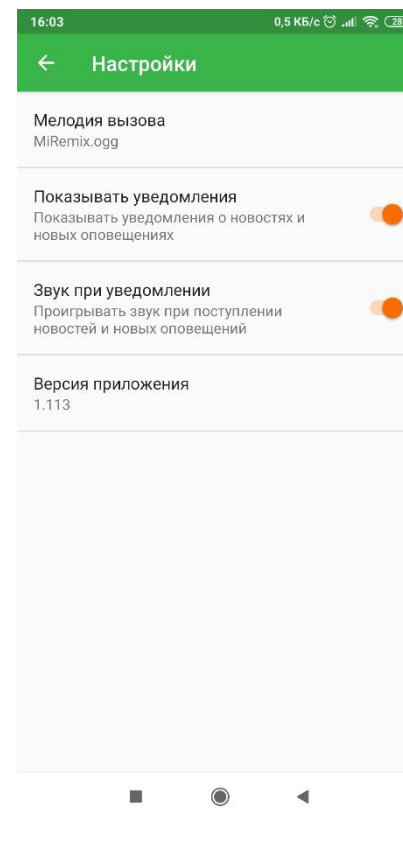 16:03 0,5 КБ/с 28
Настройки
Мелодия вызова
MiRemix.ogg
Показывать уведомления
Показывать уведомления о новостях и
новых оповещениях
Звук при уведомлении
Проигрывать звук при поступлении
новостей и новых оповещений
Версия приложения
1.113